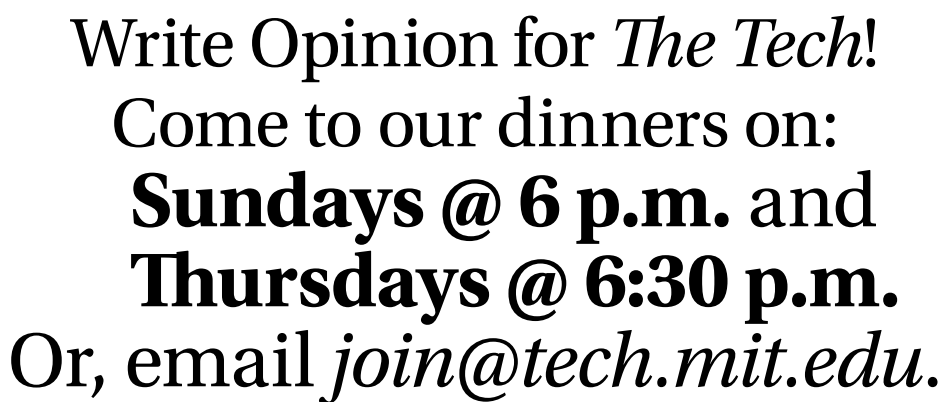 Write Opinion for The Tech!
Come to our dinners on:
Sundays @ 6 p.m. and
Thursdays @ 6:30 p.m.
Or, email join@tech.mit.edu.